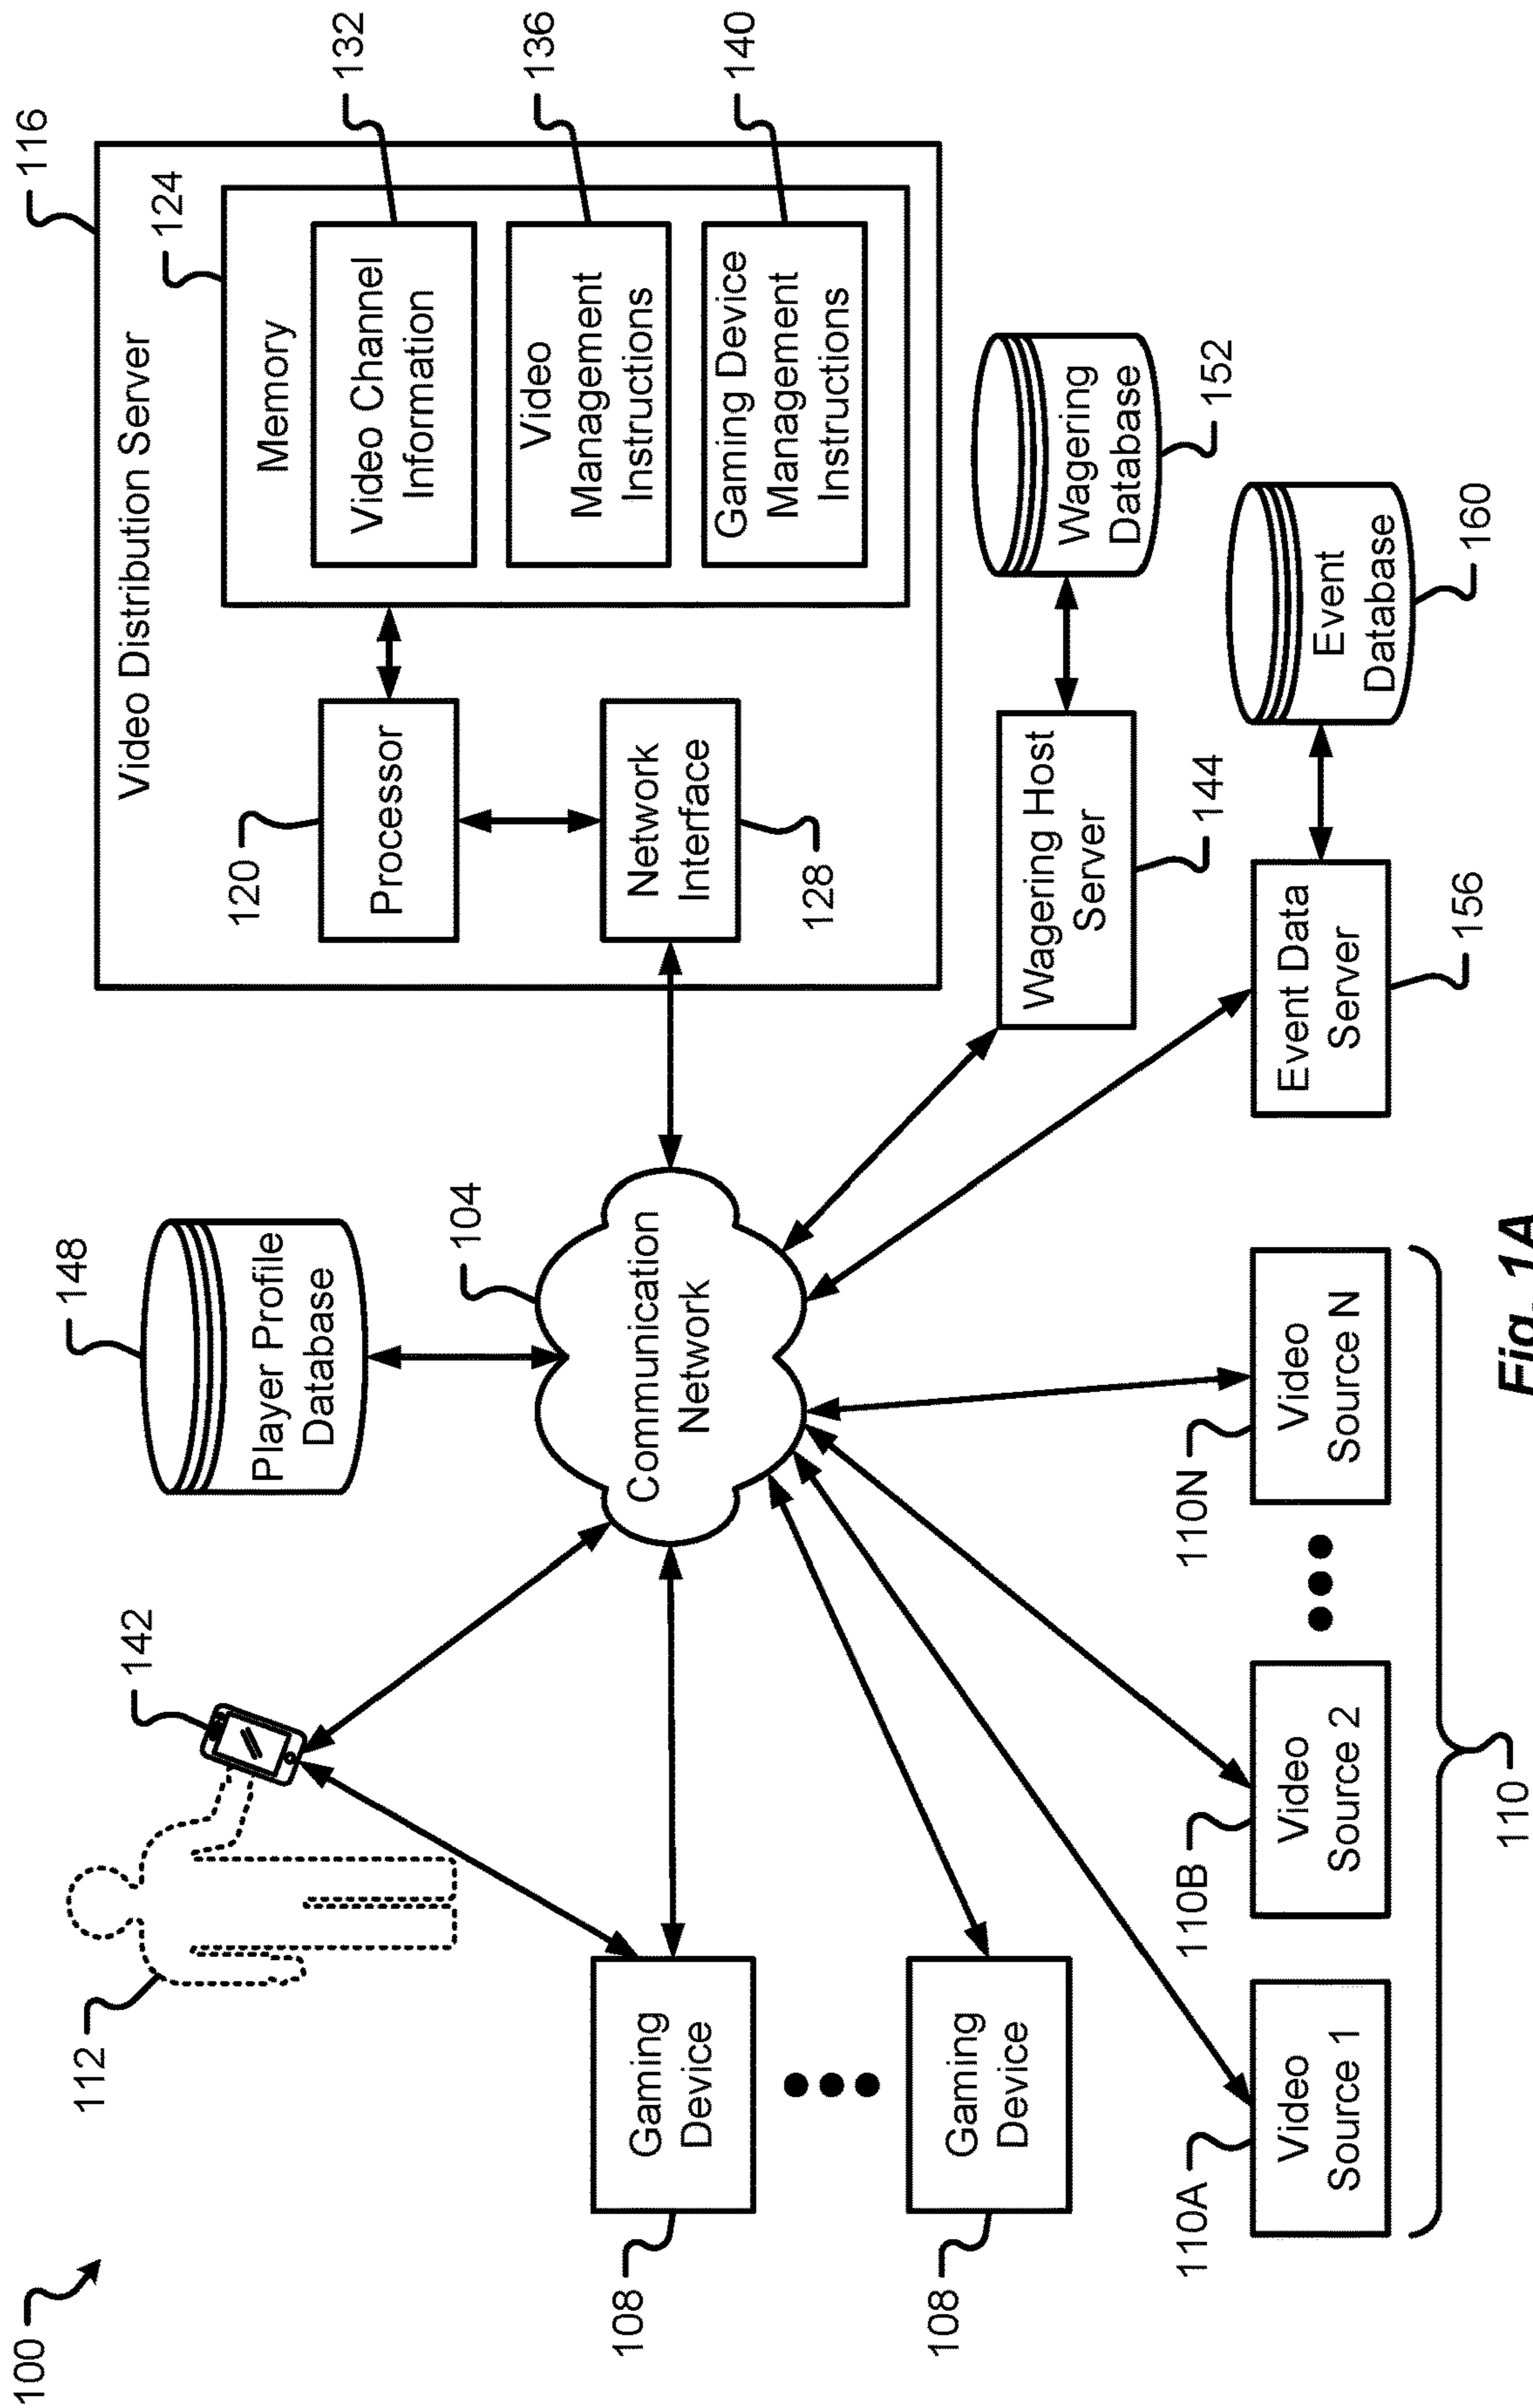 100
112
142
148
Player Profile
Database
116
Video Distribution Server
124
Memory
132
Video Channel
Information
136
Video
Management
Instructions
140
Gaming Device
Management
Instructions
120
Processor
Network
Interface
128
104
Communication
Network
108
Gaming
Device
108
Gaming
Device
Wagering Host
Server
144
Wagering
Database
152
Event Data
Server
156
Event
Database
160
110A
Video
Source 1
110B
Video
Source 2
110N
Video
Source N
110
Fig. 1A